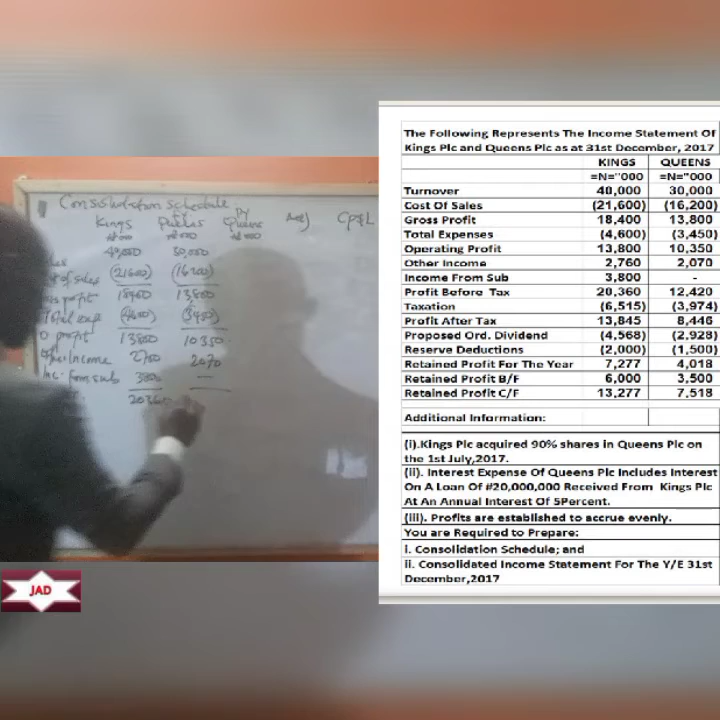 Consolidation Schedule
Kings Queens Queens Adj CP&L
49,000 30,000
(21600) (16200)
profit 18400 13800
(4600) (3450)
profit 13800 10350
Income 2760 2070
Inc. from sub 3800 —
20360
JAD
The Following Represents The Income Statement Of
Kings Plc and Queens Plc as at 31st December, 2017
KINGS QUEENS
=N="000 =N="000
Turnover 40,000 30,000
Cost Of Sales (21,600) (16,200)
Gross Profit 18,400 13,800
Total Expenses (4,600) (3,450)
Operating Profit 13,800 10,350
Other Income 2,760 2,070
Income From Sub 3,800 -
Profit Before Tax 20,360 12,420
Taxation (6,515) (3,974)
Profit After Tax 13,845 8,446
Proposed Ord. Dividend (4,568) (2,928)
Reserve Deductions (2,000) (1,500)
Retained Profit For The Year 7,277 4,018
Retained Profit B/F 6,000 3,500
Retained Profit C/F 13,277 7,518
Additional Information:
(i).Kings Plc acquired 90% shares in Queens Plc on
the 1st July,2017.
(ii). Interest Expense Of Queens Plc Includes Interest
On A Loan Of #20,000,000 Received From Kings Plc
At An Annual Interest Of 5Percent.
(iii). Profits are established to accrue evenly.
You are Required to Prepare:
i. Consolidation Schedule; and
ii. Consolidated Income Statement For The Y/E 31st
December,2017